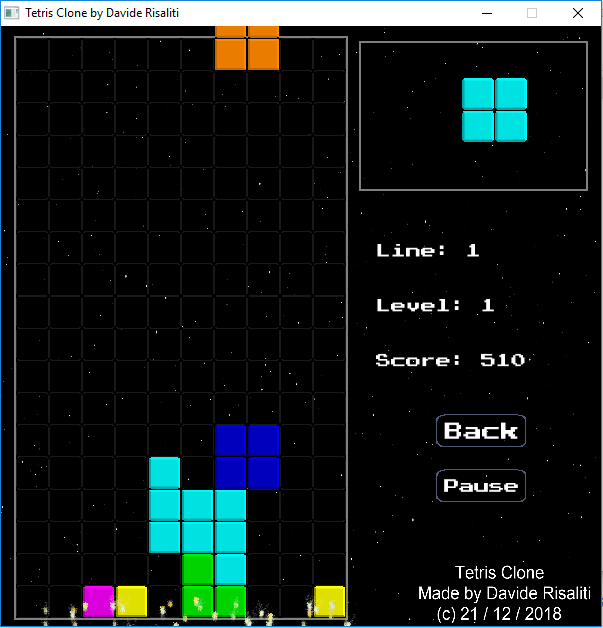 Tetris Clone by Davide Risaliti
Line: 1
Level: 1
Score: 510
Back
Pause
Tetris Clone
Made by Davide Risaliti
(c) 21 / 12 / 2018